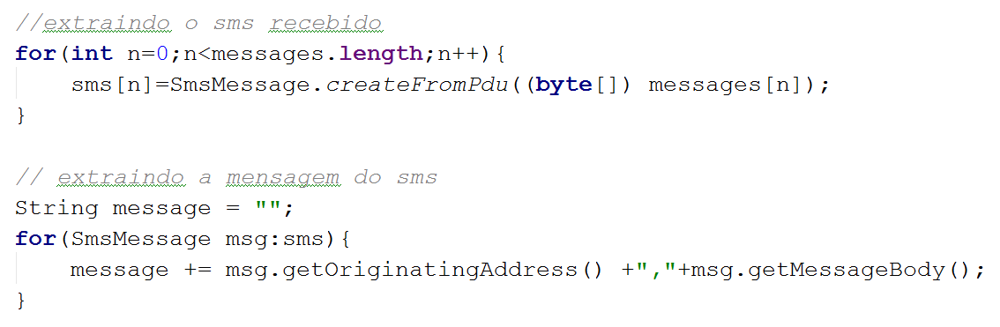 //extraindo o sms recebido
for(int n=0;n<messages.length;n++){
    sms[n]=SmsMessage.createFromPdu((byte[]) messages[n]);
}

// extraindo a mensagem do sms
String message = "";
for(SmsMessage msg:sms){
    message += msg.getOriginatingAddress() +","+msg.getMessageBody();
}